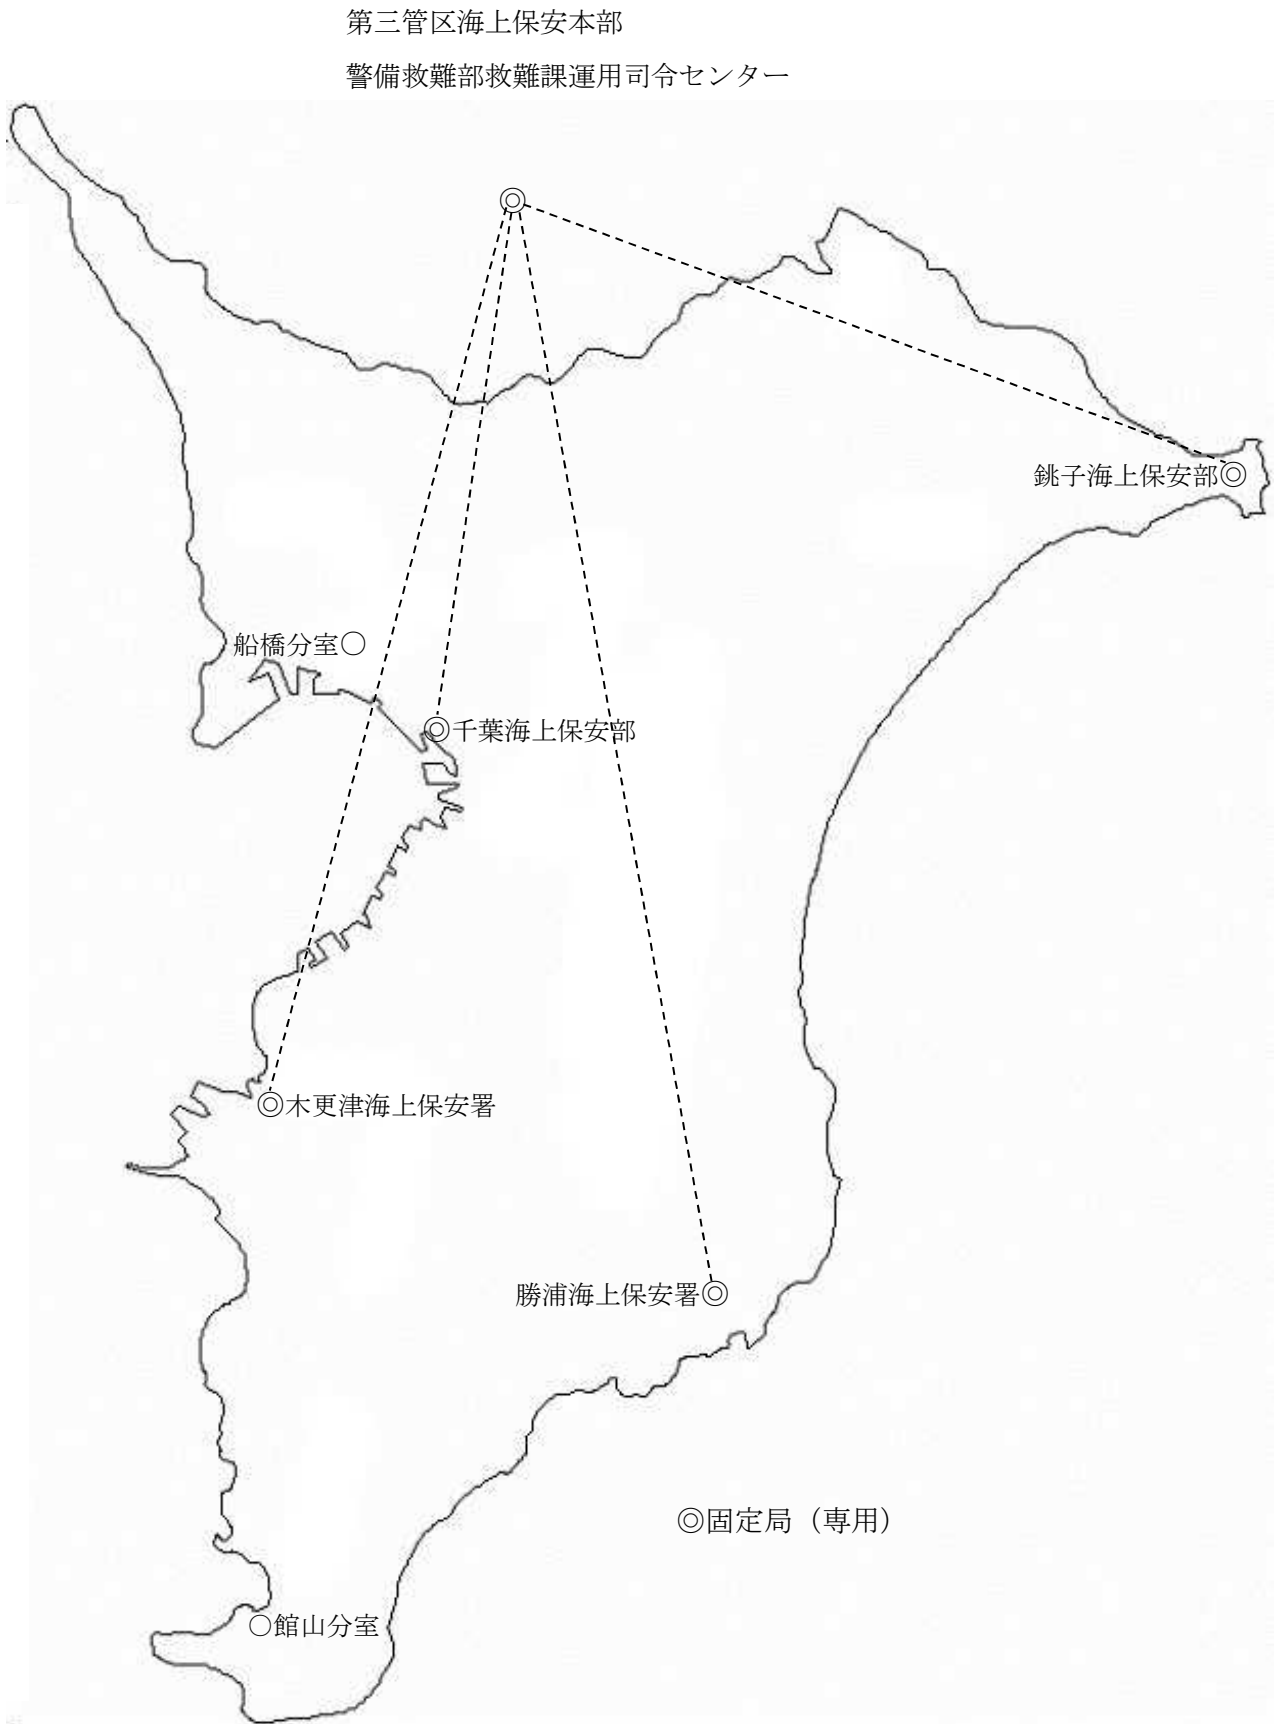 第三管区海上保安本部
警備救難部救難課運用司令センター
◎
銚子海上保安部◎
船橋分室○
◎千葉海上保安部
◎木更津海上保安署
勝浦海上保安署◎
◎固定局（専用）
○館山分室